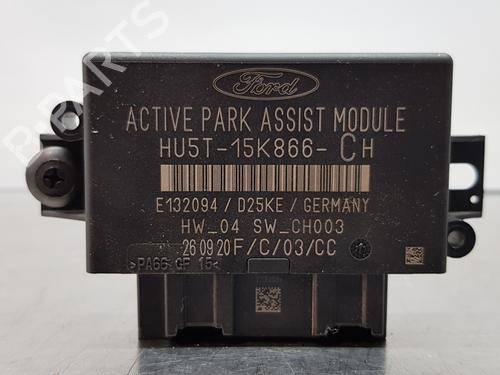 B-PARTS
Ford
ACTIVE PARK ASSIST MODULE
HU5T-15K866-CH
E132094/D25KE/GERMANY
HW_04 SW_CH003
260920F/C/03/CC
>PA66 GF 15<